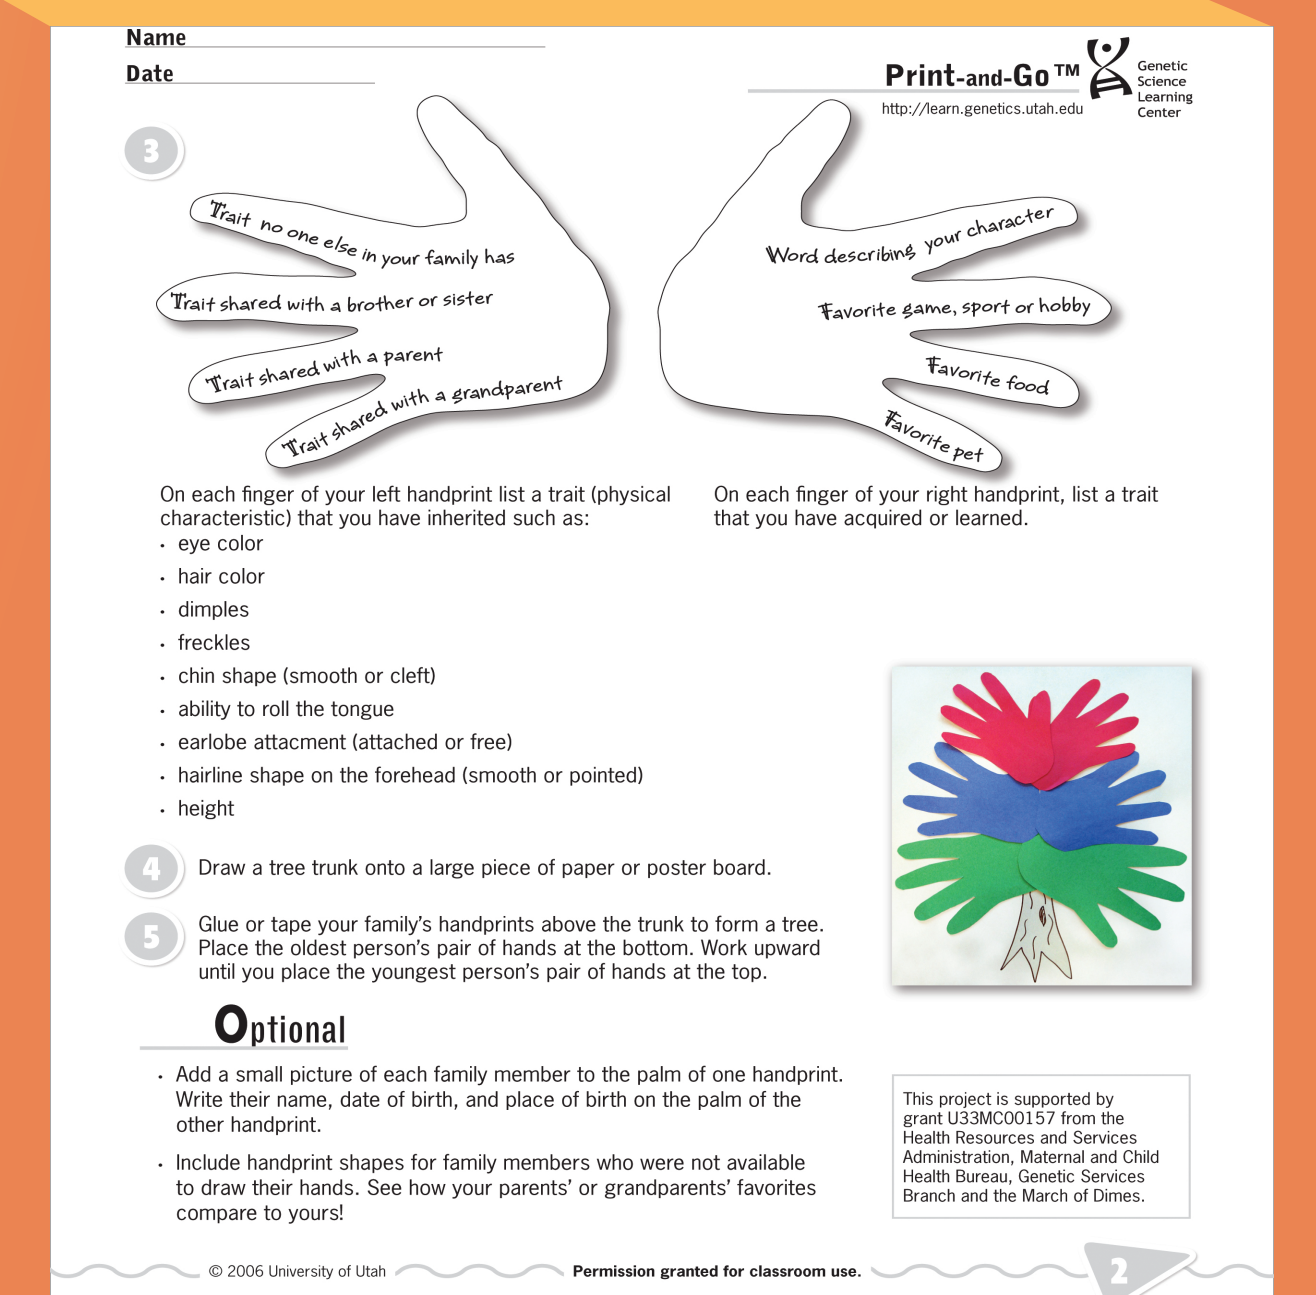 Name
Date
Print-and-Go™
http://learn.genetics.utah.edu
Genetic
Science
Learning
Center
3
Trait no one else in your family has
Trait shared with a brother or sister
Trait shared with a parent
Trait shared with a grandparent
Word describing your character
Favorite game, sport or hobby
Favorite food
Favorite pet
On each finger of your left handprint list a trait (physical
characteristic) that you have inherited such as:
• eye color
• hair color
• dimples
• freckles
• chin shape (smooth or cleft)
• ability to roll the tongue
• earlobe attacment (attached or free)
• hairline shape on the forehead (smooth or pointed)
• height
On each finger of your right handprint, list a trait
that you have acquired or learned.
4
Draw a tree trunk onto a large piece of paper or poster board.
5
Glue or tape your family's handprints above the trunk to form a tree.
Place the oldest person's pair of hands at the bottom. Work upward
until you place the youngest person's pair of hands at the top.
Optional
• Add a small picture of each family member to the palm of one handprint.
Write their name, date of birth, and place of birth on the palm of the
other handprint.
• Include handprint shapes for family members who were not available
to draw their hands. See how your parents' or grandparents' favorites
compare to yours!
This project is supported by
grant U33MC00157 from the
Health Resources and Services
Administration, Maternal and Child
Health Bureau, Genetic Services
Branch and the March of Dimes.
© 2006 University of Utah
Permission granted for classroom use.
2